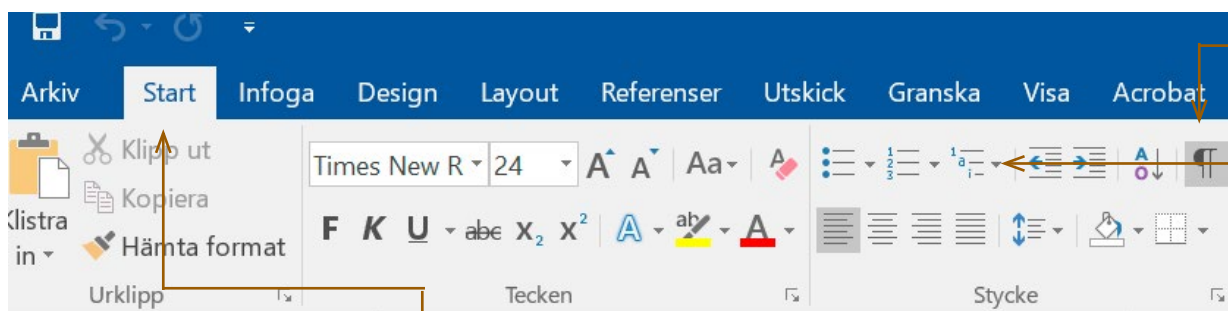 Arkiv Start Infoga Design Layout Referenser Utskick Granska Visa Acrobat
Klipp ut
Kopiera
Klistra in
Hämta format
Times New R 24 A A Aa
F K U abc X₂ X² A ab A
Urklipp Tecken Stycke